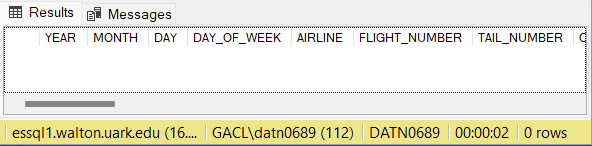 Results Messages
YEAR MONTH DAY DAY_OF_WEEK AIRLINE FLIGHT_NUMBER TAIL_NUMBER
essql1.walton.uark.edu (16.... GACL\datn0689 (112) DATN0689 00:00:02 0 rows